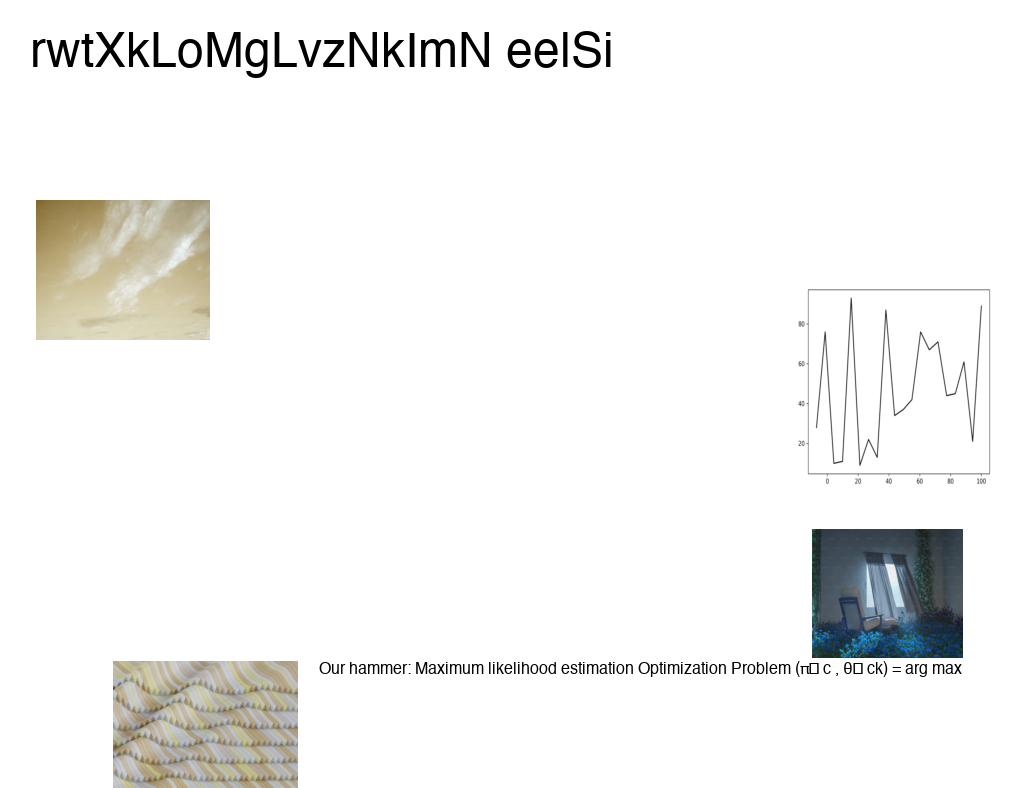 rwtXkLoMgLvzNkImN eelSi
80
60
40
20
0 20 40 60 80 100
Our hammer: Maximum likelihood estimation Optimization Problem (π□ c , θ□ ck) = arg max